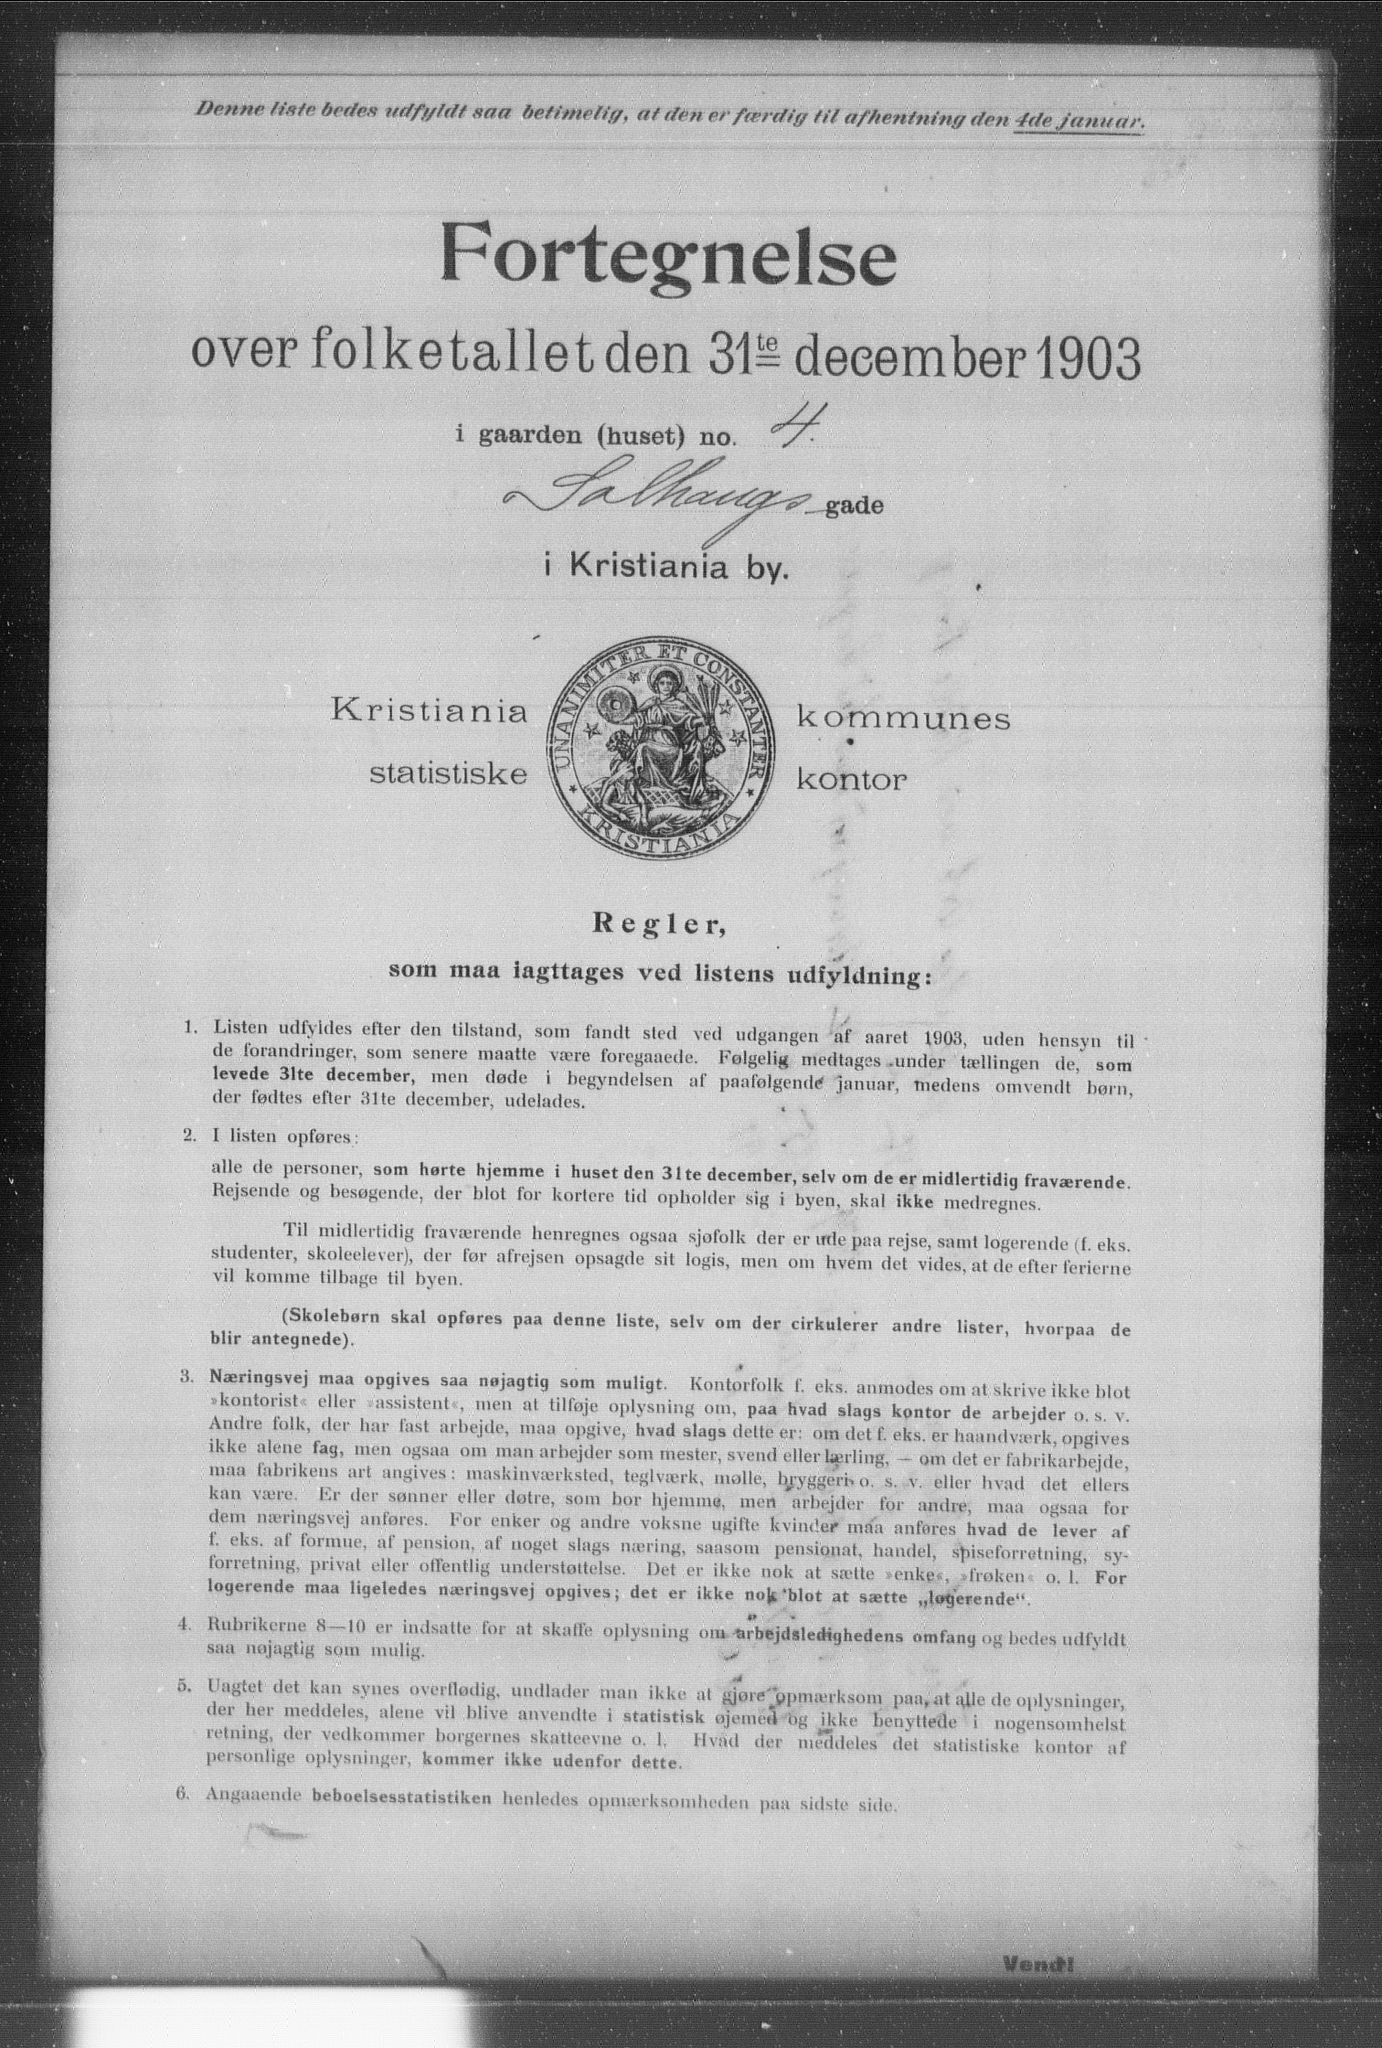 Denne liste bedes udfyldt saa betimelig, at den er færdig til afhentning den 4de januar.
Fortegnelse
over folketallet den 31te december 1903
i gaarden (huset) no. 4.
Solhaugs gade
i Kristiania by.
UNANIMITER ET CONSTANTER
KRISTIANIA
Kristiania kommunes
statistiske kontor
Regler,
som maa iagttages ved listens udfyldning:
1. Listen udfyldes efter den tilstand, som fandt sted ved udgangen af aaret 1903, uden hensyn til
de forandringer, som senere maatte være foregaaede. Følgelig medtages under tællingen de, som
levede 31te december, men døde i begyndelsen af paafølgende januar, medens omvendt børn,
der fødtes efter 31te december, udelades.
2. I listen opføres:
alle de personer, som hørte hjemme i huset den 31te december, selv om de er midlertidig fraværende.
Rejsende og besøgende, der blot for kortere tid opholder sig i byen, skal ikke medregnes.
Til midlertidig fraværende henregnes ogsaa sjøfolk der er ude paa rejse, samt logerende (f. eks.
studenter, skoleelever), der før afrejsen opsagde sit logis, men om hvem det vides, at de efter ferierne
vil komme tilbage til byen.
(Skolebørn skal opføres paa denne liste, selv om der cirkulerer andre lister, hvorpaa de
blir antegnede).
3. Næringsvej maa opgives saa nøjagtig som muligt. Kontorfolk f. eks. anmodes om at skrive ikke blot
»kontorist« eller »assistent«, men at tilføje oplysning om, paa hvad slags kontor de arbejder o. s. v.
Andre folk, der har fast arbejde, maa opgive, hvad slags dette er: om det f. eks. er haandværk, opgives
ikke alene fag, men ogsaa om man arbejder som mester, svend eller lærling, — om det er fabrikarbejde,
maa fabrikens art angives: maskinværksted, teglværk, mølle, bryggeri o. s. v. eller hvad det ellers
kan være. Er der sønner eller døtre, som bor hjemme, men arbejder for andre, maa ogsaa for
dem næringsvej anføres. For enker og andre voksne ugifte kvinder maa anføres hvad de lever af
f. eks. af formue, af pension, af noget slags næring, saasom pensionat, handel, spiseforretning, sy-
forretning, privat eller offentlig understøttelse. Det er ikke nok at sætte »enke«, »frøken« o. l. For
logerende maa ligeledes næringsvej opgives; det er ikke nok blot at sætte „logerende“.
4. Rubrikerne 8—10 er indsatte for at skaffe oplysning om arbejdsledighedens omfang og bedes udfyldt
saa nøjagtig som mulig.
5. Uagtet det kan synes overflødig, undlader man ikke at gjøre opmærksom paa, at alle de oplysninger,
der her meddeles, alene vil blive anvendte i statistisk øjemed og ikke benyttede i nogensomhelst
retning, der vedkommer borgernes skatteevne o. l. Hvad der meddeles det statistiske kontor af
personlige oplysninger, kommer ikke udenfor dette.
6. Angaaende beboelsesstatistiken henledes opmærksomheden paa sidste side.
Vend!